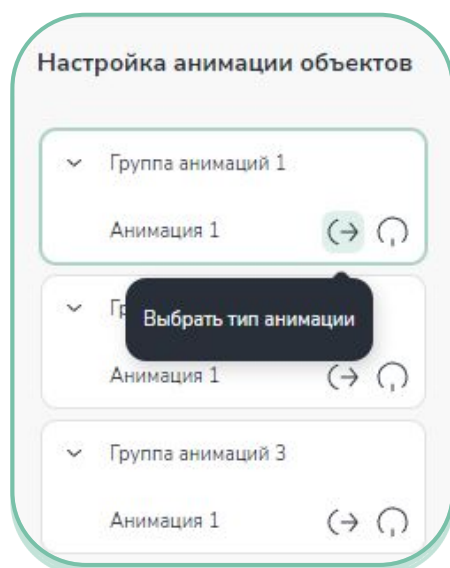 Настройка анимации объектов
Группа анимаций 1
Анимация 1
Выбрать тип анимации
Анимация 1
Группа анимаций 3
Анимация 1